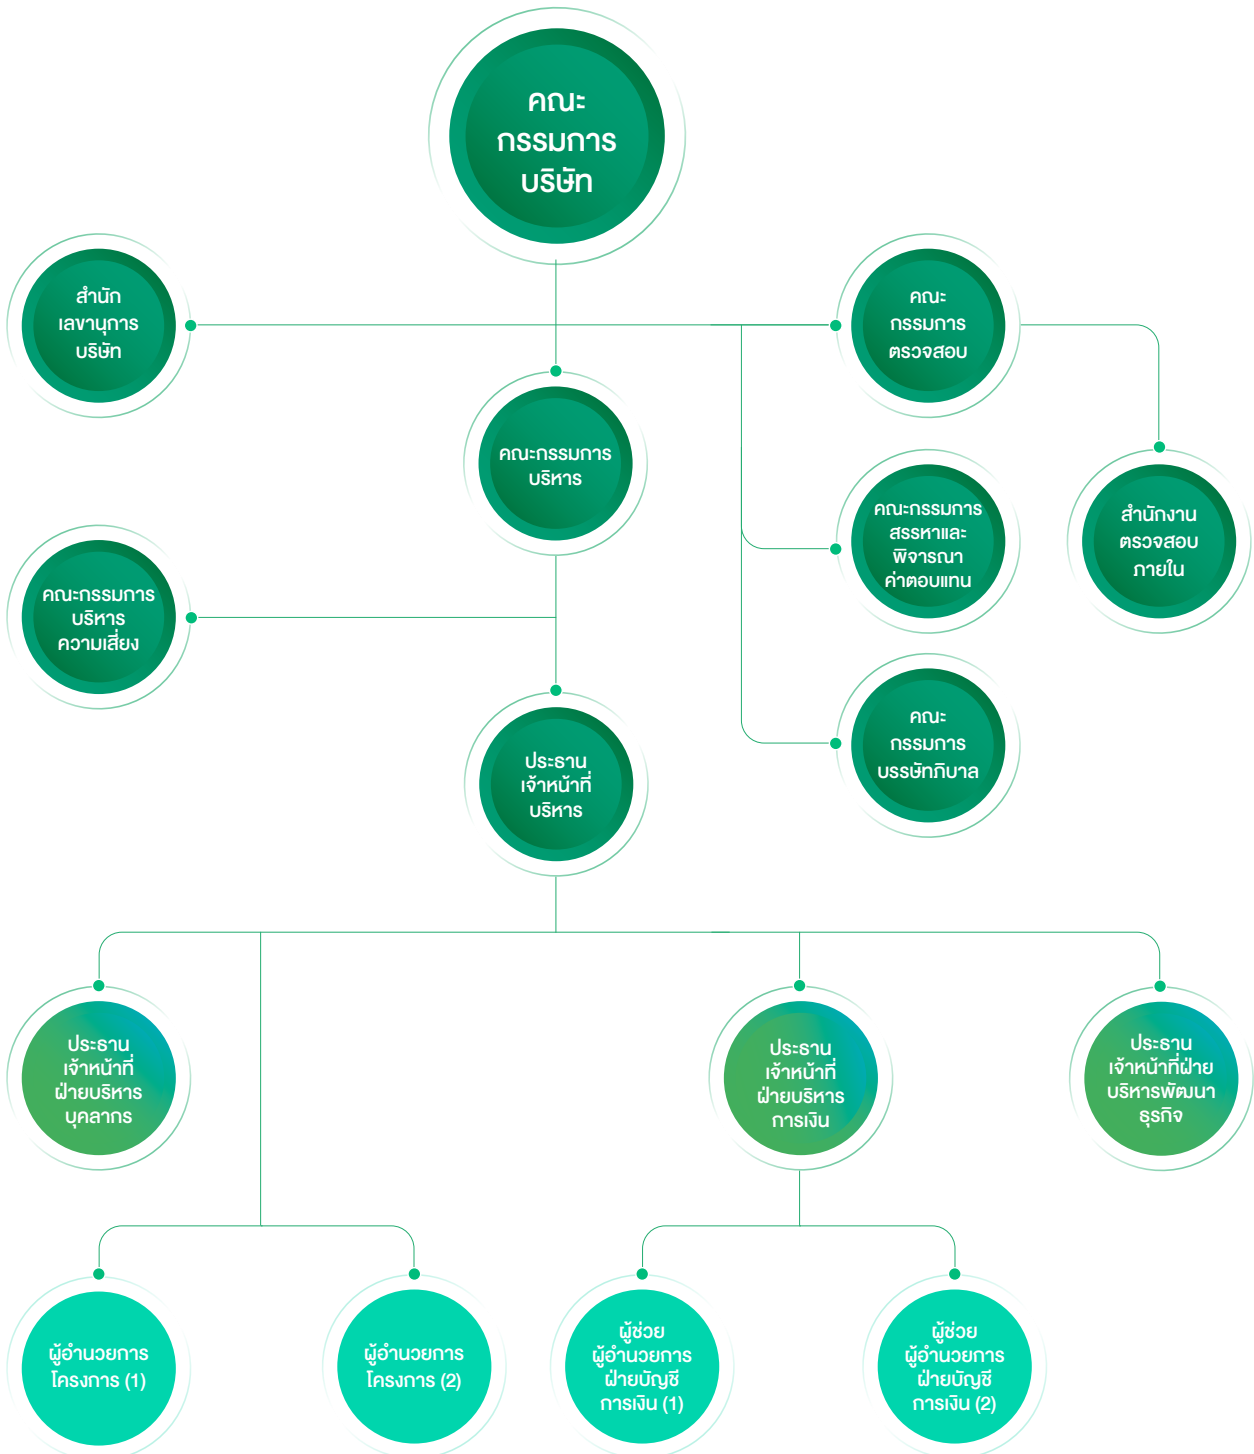 คณะ
กรรมการ
บริษัท
สำนัก
เลขานุการ
บริษัท
คณะ
กรรมการ
ตรวจสอบ
คณะกรรมการ
บริหาร
คณะกรรมการ
สรรหาและ
พิจารณา
ค่าตอบแทน
สำนักงาน
ตรวจสอบ
ภายใน
คณะกรรมการ
บริหาร
ความเสี่ยง
คณะ
กรรมการ
บรรษัทภิบาล
ประธาน
เจ้าหน้าที่
บริหาร
ประธาน
เจ้าหน้าที่
ฝ่ายบริหาร
บุคลากร
ประธาน
เจ้าหน้าที่
ฝ่ายบริหาร
การเงิน
ประธาน
เจ้าหน้าที่ฝ่าย
บริหารพัฒนา
ธุรกิจ
ผู้อำนวยการ
โครงการ (1)
ผู้อำนวยการ
โครงการ (2)
ผู้ช่วย
ผู้อำนวยการ
ฝ่ายบัญชี
การเงิน (1)
ผู้ช่วย
ผู้อำนวยการ
ฝ่ายบัญชี
การเงิน (2)